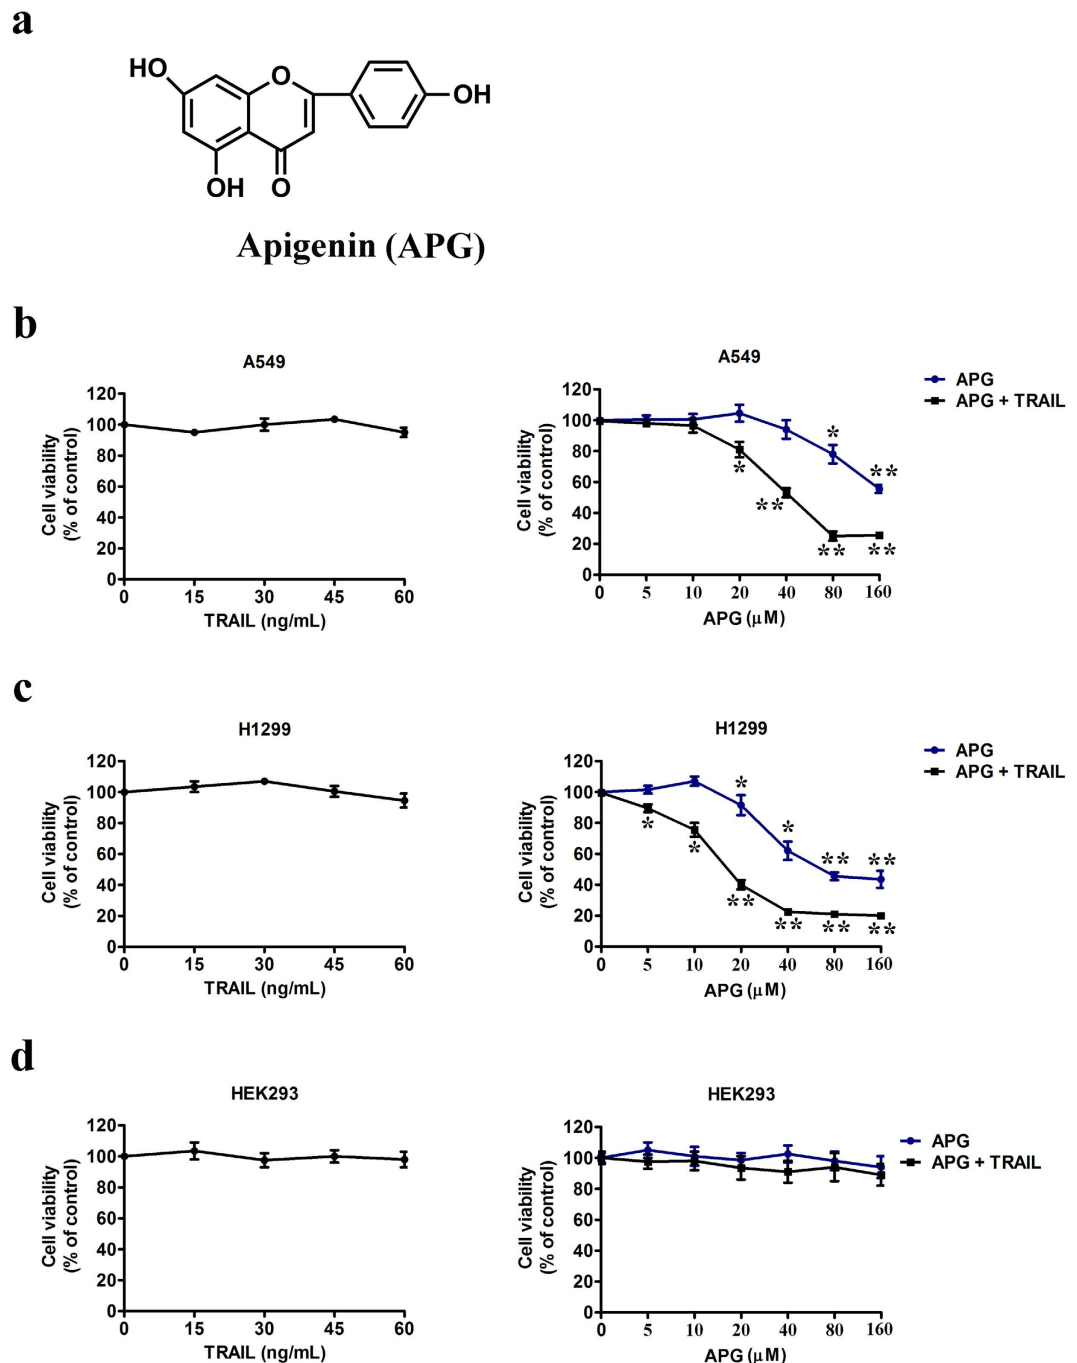 a
HO
O
OH
OH
O
Apigenin (APG)
b
A549
120
100
80
60
40
20
0
Cell viability
(% of control)
0 15 30 45 60
TRAIL (ng/mL)
A549
120
100
80
60
40
20
0
Cell viability
(% of control)
*
**
*
**
**
**
0 5 10 20 40 80 160
APG (μM)
APG
APG + TRAIL
c
H1299
120
100
80
60
40
20
0
Cell viability
(% of control)
0 15 30 45 60
TRAIL (ng/mL)
H1299
120
100
80
60
40
20
0
Cell viability
(% of control)
*
*
**
**
*
*
**
**
**
**
0 5 10 20 40 80 160
APG (μM)
APG
APG + TRAIL
d
HEK293
120
100
80
60
40
20
0
Cell viability
(% of control)
0 15 30 45 60
TRAIL (ng/mL)
HEK293
120
100
80
60
40
20
0
Cell viability
(% of control)
0 5 10 20 40 80 160
APG (μM)
APG
APG + TRAIL